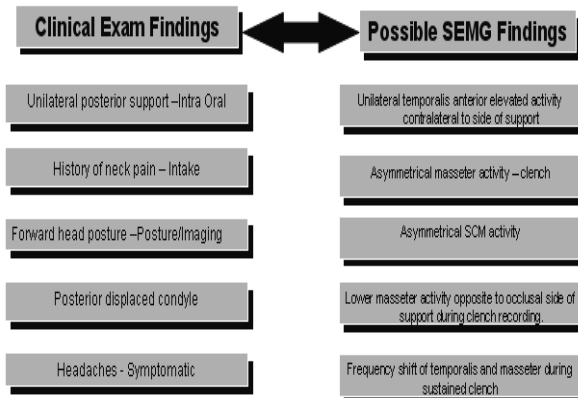 Clinical Exam Findings
Possible SEMG Findings
Unilateral posterior support –Intra Oral
Unilateral temporalis anterior elevated activity
contralateral to side of support
History of neck pain – Intake
Asymmetrical masseter activity – clench
Forward head posture –Posture/Imaging
Asymmetrical SCM activity
Posterior displaced condyle
Lower masseter activity opposite to occlusal side of
support during clench recording.
Headaches - Symptomatic
Frequency shift of temporalis and masseter during
sustained clench